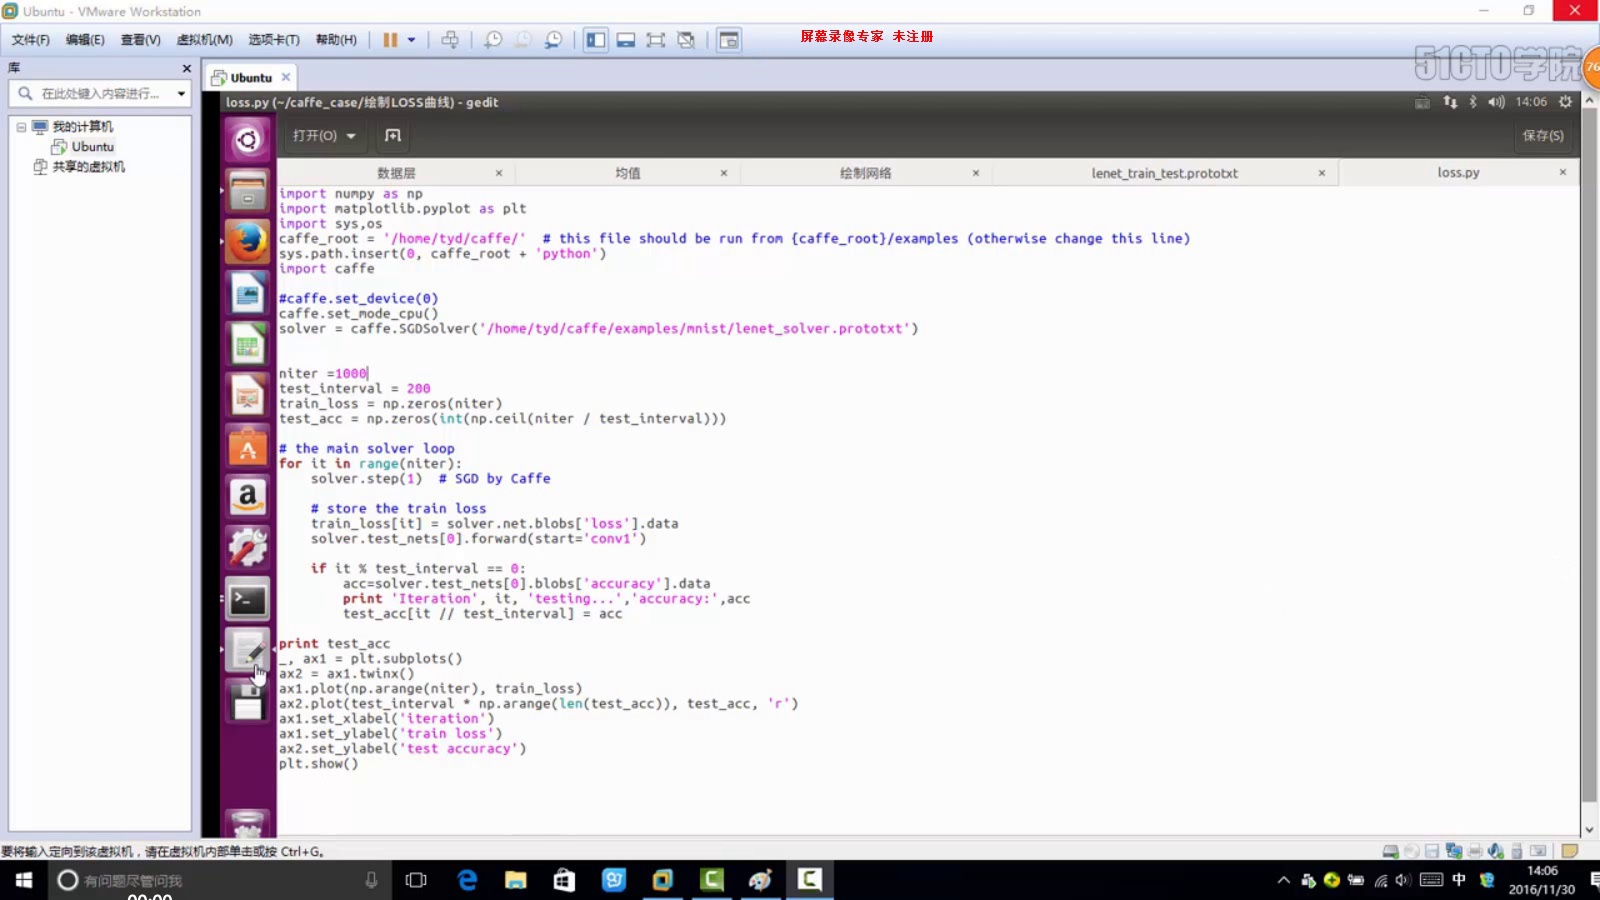 Ubuntu - VMware Workstation
文件(F) 编辑(E) 查看(V) 虚拟机(M) 选项卡(T) 帮助(H)
屏幕录像专家 未注册
51CTO学院
76
库
Ubuntu
在此处键入内容进行...
我的计算机
Ubuntu
共享的虚拟机
loss.py (~/caffe_case/绘制LOSS曲线) - gedit
14:06
打开(O)
保存(S)
数据层
均值
绘制网络
lenet_train_test.prototxt
loss.py
import numpy as np
import matplotlib.pyplot as plt
import sys,os
caffe_root = '/home/tyd/caffe/'  # this file should be run from {caffe_root}/examples (otherwise change this line)
sys.path.insert(0, caffe_root + 'python')
import caffe
#caffe.set_device(0)
caffe.set_mode_cpu()
solver = caffe.SGDSolver('/home/tyd/caffe/examples/mnist/lenet_solver.prototxt')
niter =1000
test_interval = 200
train_loss = np.zeros(niter)
test_acc = np.zeros(int(np.ceil(niter / test_interval)))
# the main solver loop
for it in range(niter):
    solver.step(1)  # SGD by Caffe
    # store the train loss
    train_loss[it] = solver.net.blobs['loss'].data
    solver.test_nets[0].forward(start='conv1')
    if it % test_interval == 0:
        acc=solver.test_nets[0].blobs['accuracy'].data
        print 'Iteration', it, 'testing...','accuracy:',acc
        test_acc[it // test_interval] = acc
print test_acc
_, ax1 = plt.subplots()
ax2 = ax1.twinx()
ax1.plot(np.arange(niter), train_loss)
ax2.plot(test_interval * np.arange(len(test_acc)), test_acc, 'r')
ax1.set_xlabel('iteration')
ax1.set_ylabel('train loss')
ax2.set_ylabel('test accuracy')
plt.show()
要将输入定向到该虚拟机，请在虚拟机内部单击或按 Ctrl+G。
有问题尽管问我
中
14:06
2016/11/30